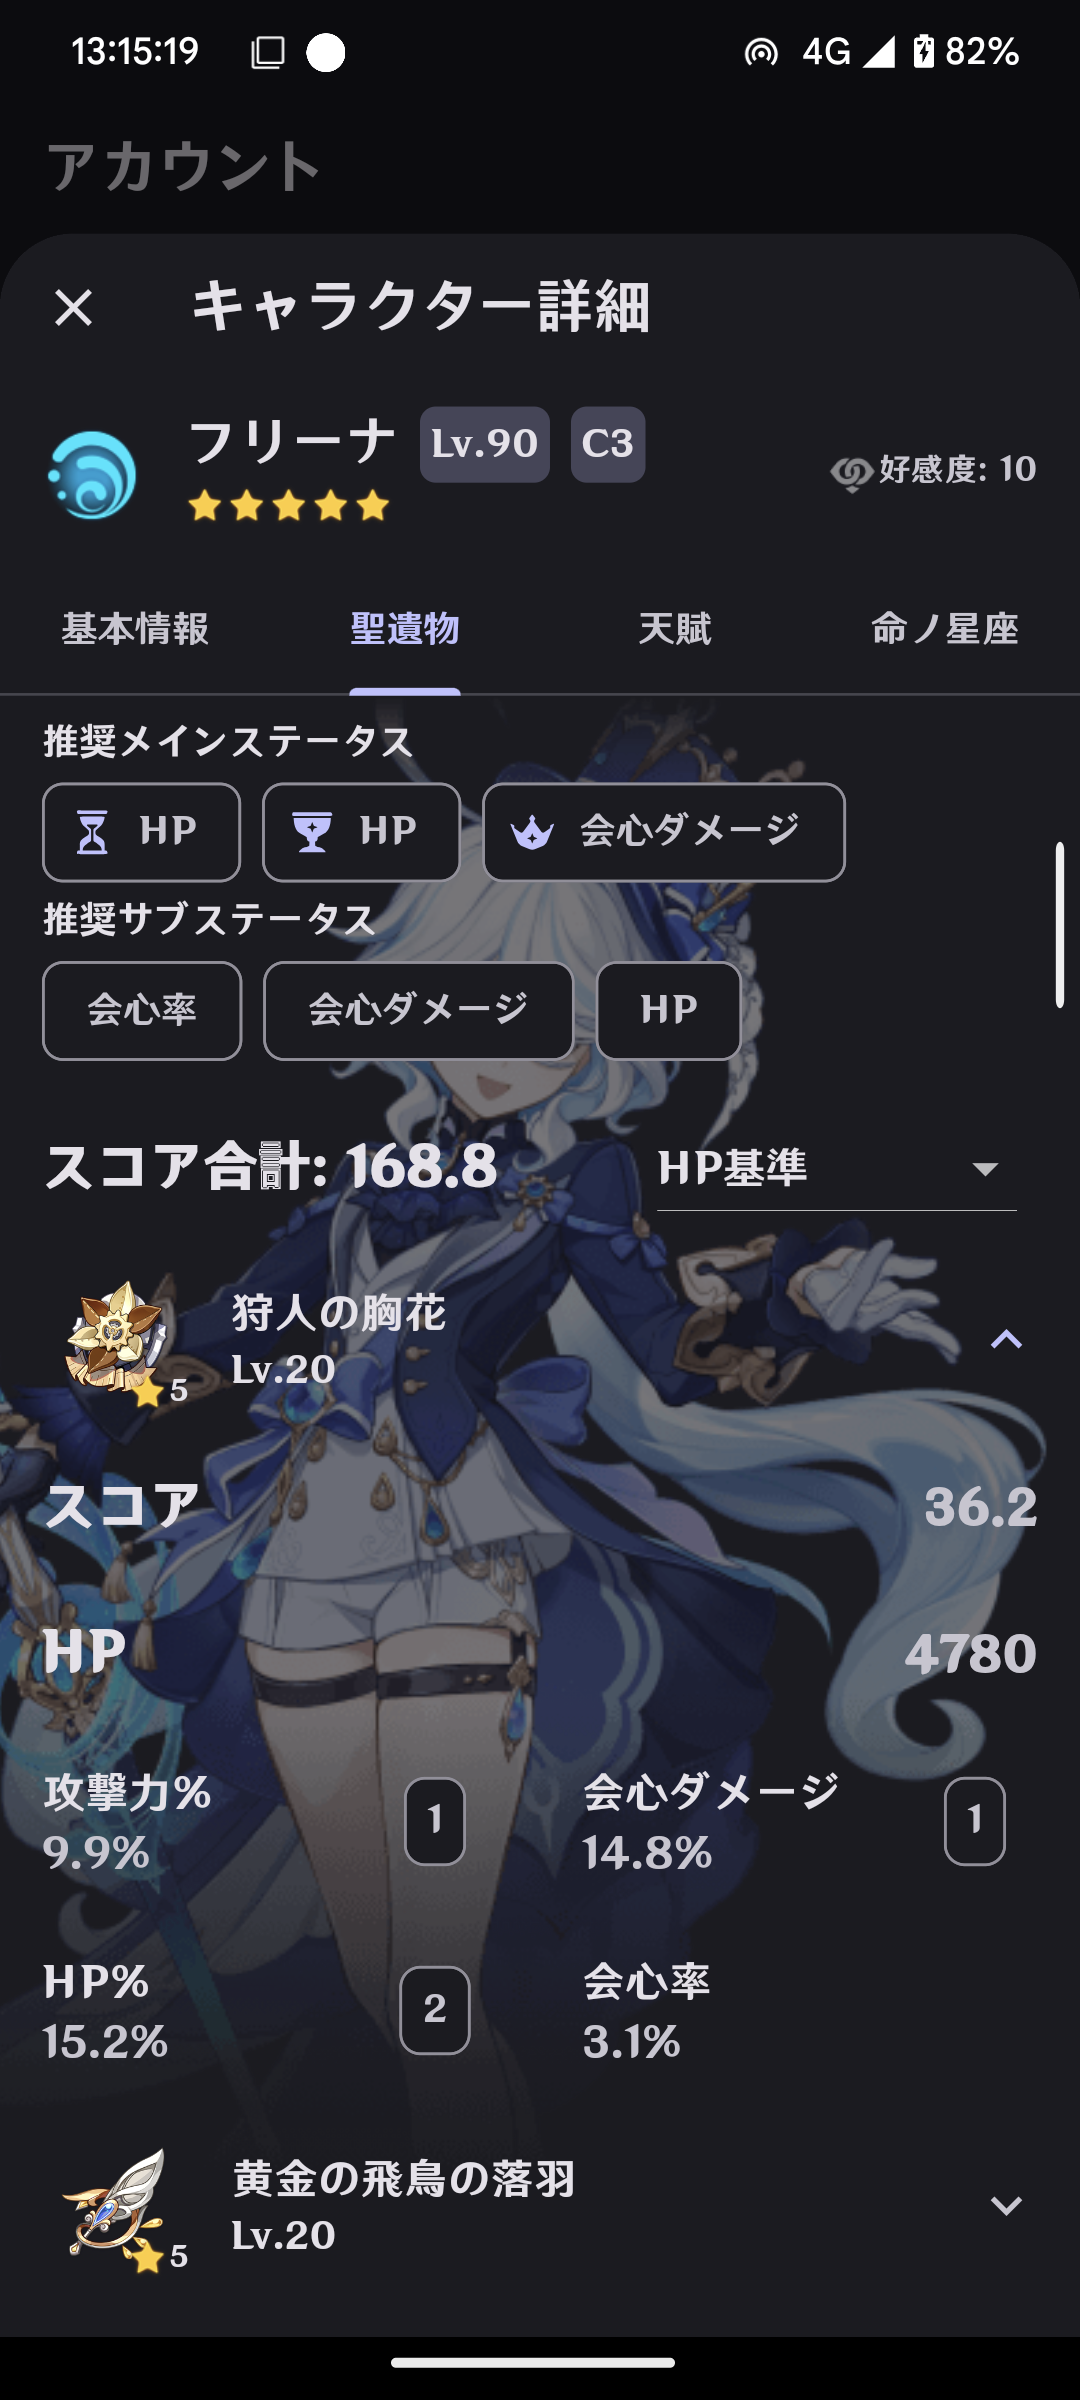 13:15:19 4G 82%
アカウント
キャラクター詳細
フリーナ Lv.90 C3
好感度: 10
基本情報 聖遺物 天賦 命ノ星座
推奨メインステータス
HP HP 会心ダメージ
推奨サブステータス
会心率 会心ダメージ HP
スコア合計: 168.8 HP基準
狩人の胸花
Lv.20
5
スコア 36.2
HP 4780
攻撃力% 1 会心ダメージ 1
9.9% 14.8%
HP% 2 会心率
15.2% 3.1%
黄金の飛鳥の落羽
Lv.20
5